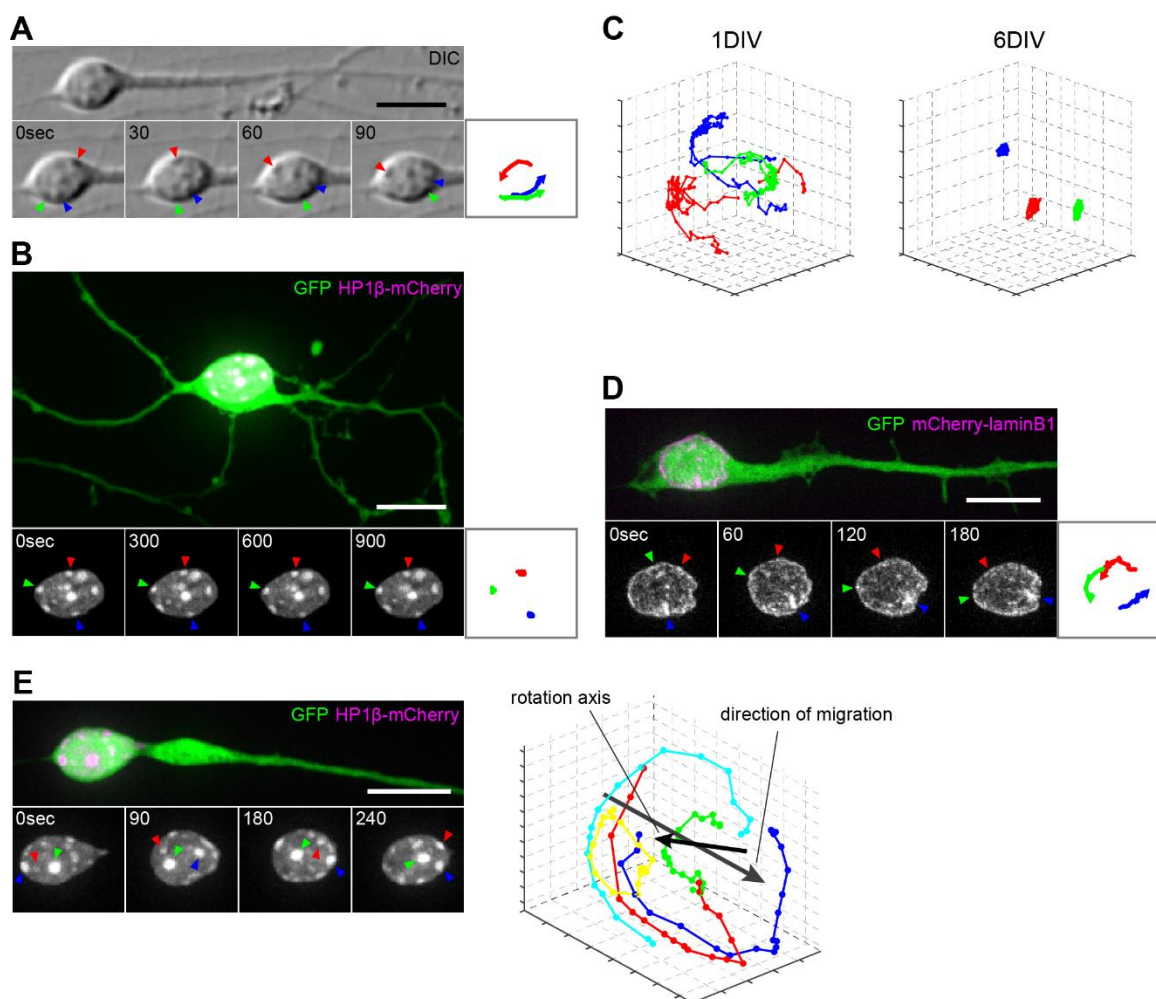 A
DIC
0sec 30 60 90
B
GFP HP1β-mCherry
0sec 300 600 900
C
1DIV 6DIV
D
GFP mCherry-laminB1
0sec 60 120 180
E
GFP HP1β-mCherry
0sec 90 180 240
rotation axis
direction of migration